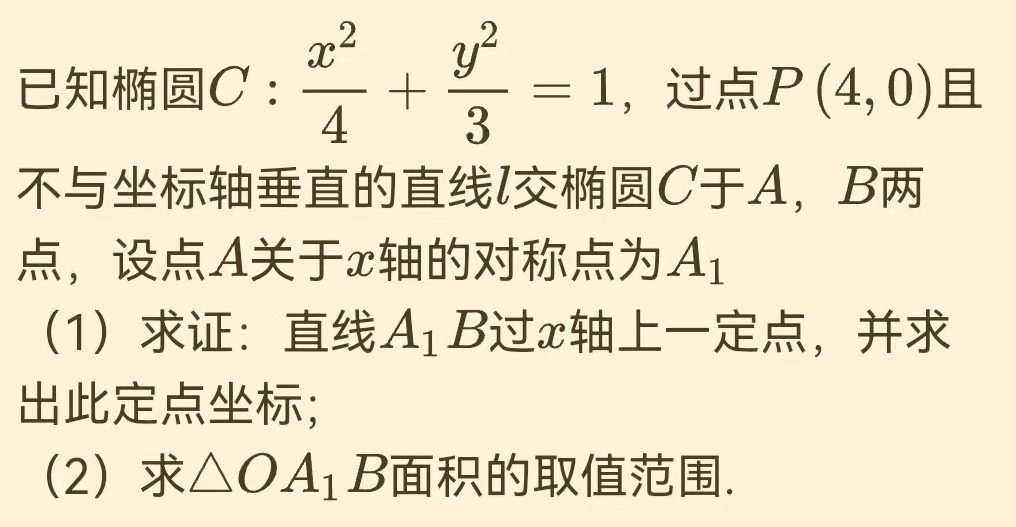 已知椭圆$C:\dfrac{x^2}{4}+\dfrac{y^2}{3}=1$，过点$P(4,0)$且
不与坐标轴垂直的直线$l$交椭圆$C$于$A$，$B$两
点，设点$A$关于$x$轴的对称点为$A_1$
（1）求证：直线$A_1B$过$x$轴上一定点，并求
出此定点坐标；
（2）求$\triangle OA_1B$面积的取值范围.